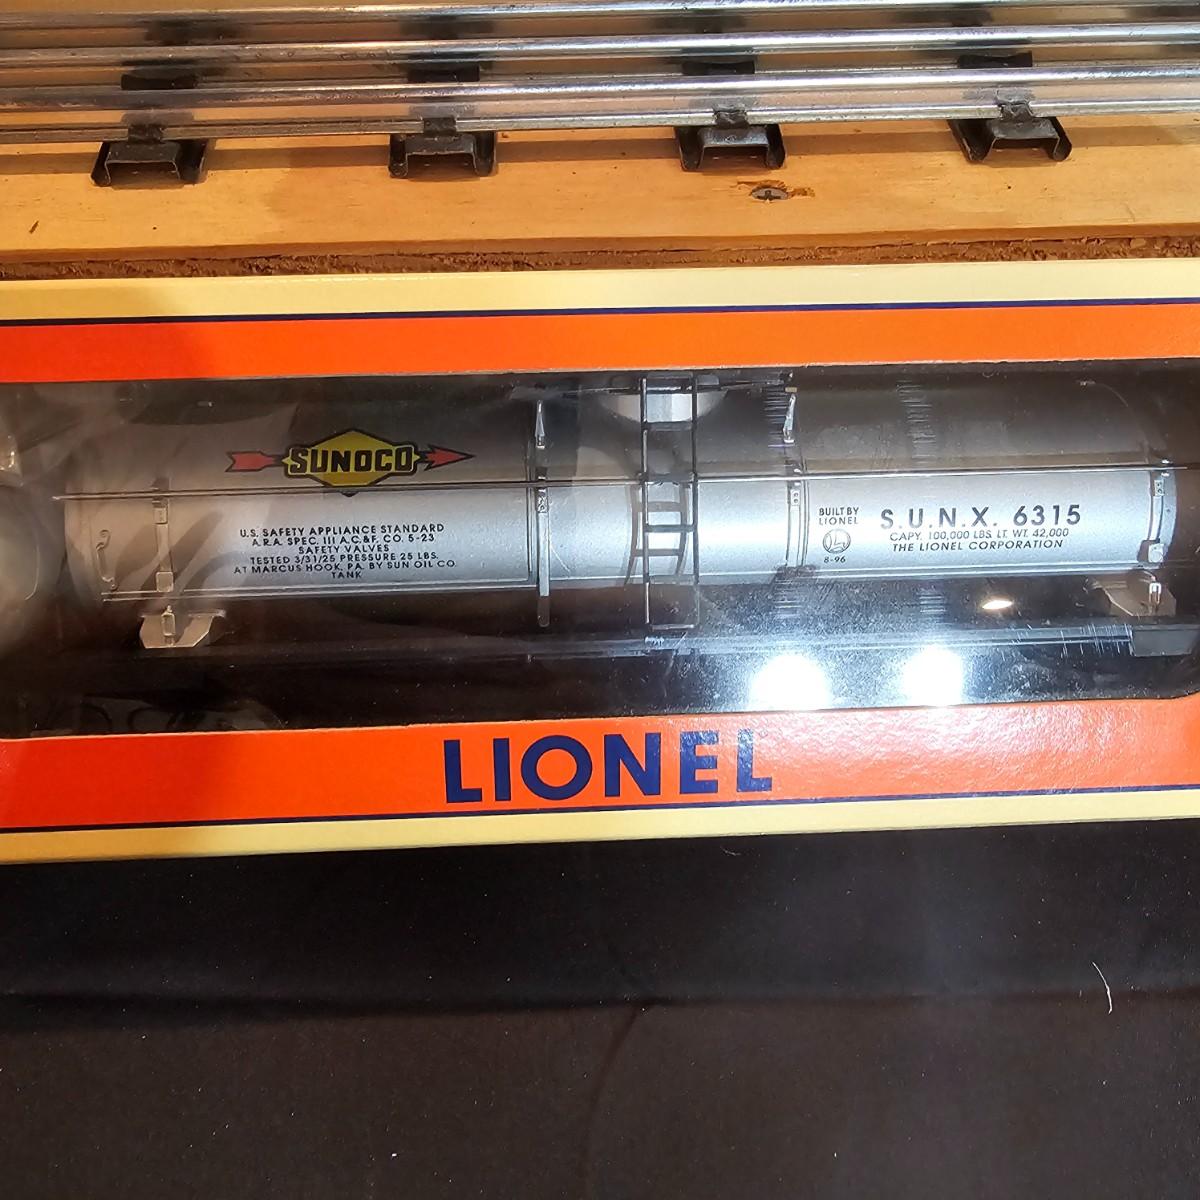 SUNOCO
U.S. SAFETY APPLIANCE STANDARD
A.R.A. SPEC. III A.C.&F. CO. 5-23
SAFETY VALVES
TESTED 3/31/25 PRESSURE 25 LBS.
AT MARCUS HOOK, PA. BY SUN OIL CO.
TANK
BUILT BY
LIONEL
L
8-96
S.U.N.X. 6315
CAPY. 100,000 LBS. LT. WT. 42,000
THE LIONEL CORPORATION
LIONEL